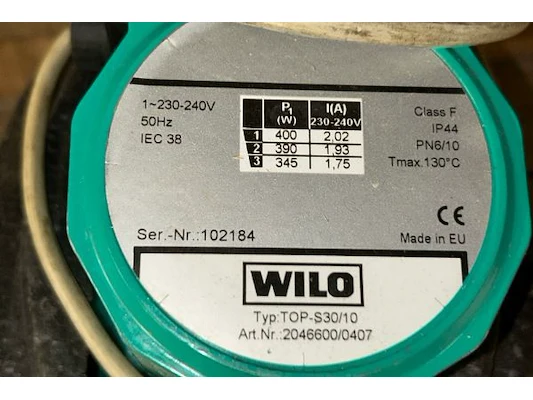 1~230-240V
50Hz
IEC 38
P1 (W) I(A) 230-240V
1 400 2,02
2 390 1,93
3 345 1,75
Class F
IP44
PN6/10
Tmax.130°C
Ser.-Nr.:102184
CE
Made in EU
WILO
Typ:TOP-S30/10
Art.Nr.:2046600/0407